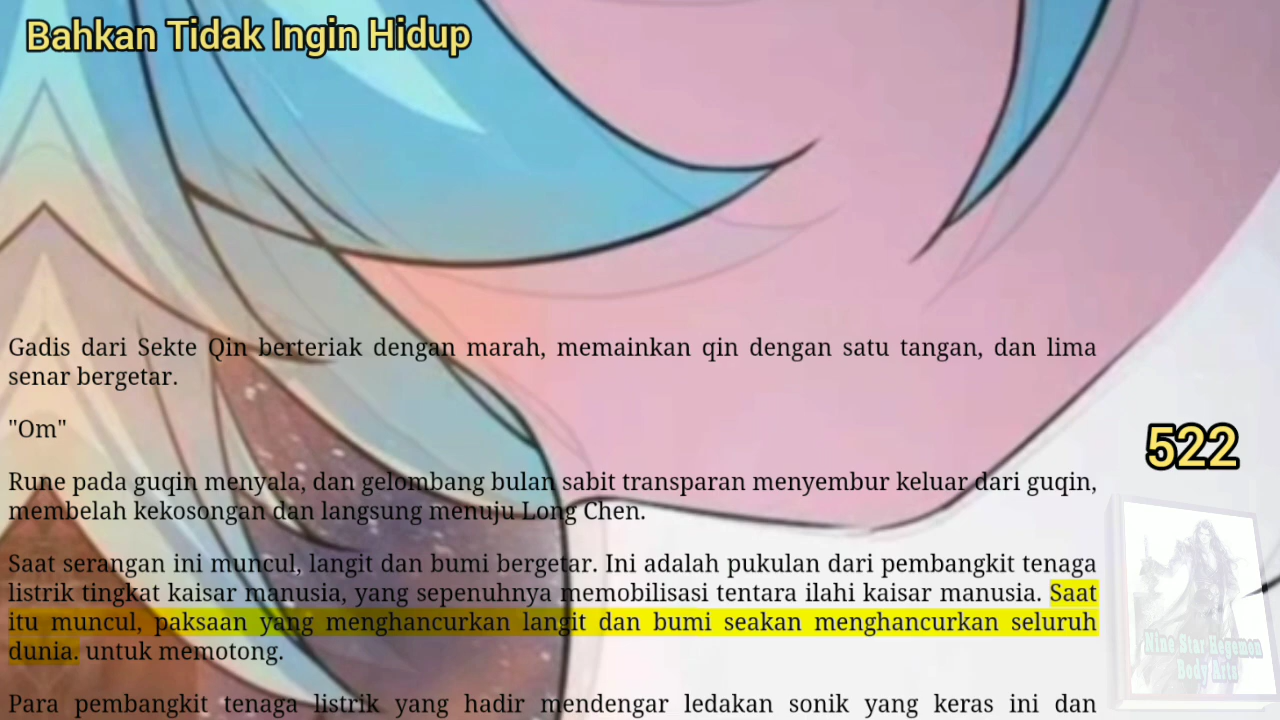 Bahkan Tidak Ingin Hidup
Gadis dari Sekte Qin berteriak dengan marah, memainkan qin dengan satu tangan, dan lima
senar bergetar.
"Om"
Rune pada guqin menyala, dan gelombang bulan sabit transparan menyembur keluar dari guqin,
membelah kekosongan dan langsung menuju Long Chen.
Saat serangan ini muncul, langit dan bumi bergetar. Ini adalah pukulan dari pembangkit tenaga
listrik tingkat kaisar manusia, yang sepenuhnya memobilisasi tentara ilahi kaisar manusia. Saat
itu muncul, paksaan yang menghancurkan langit dan bumi seakan menghancurkan seluruh
dunia. untuk memotong.
Para pembangkit tenaga listrik yang hadir mendengar ledakan sonik yang keras ini dan
522
Nine Star Hegemon
Body Arts